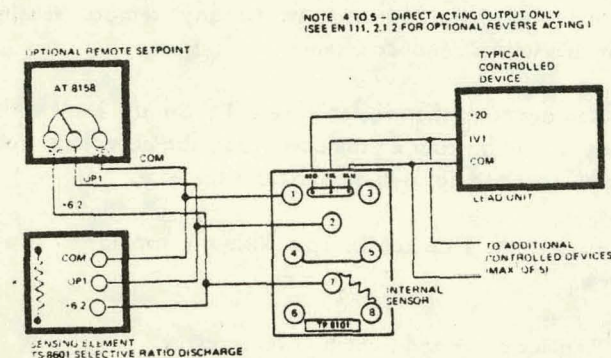 NOTE 4 TO 5 - DIRECT ACTING OUTPUT ONLY
(SEE EN 111, 2.1.2 FOR OPTIONAL REVERSE ACTING)
OPTIONAL REMOTE SETPOINT
AT 8158
COM
OP1
+6.2
TYPICAL
CONTROLLED
DEVICE
+20
IV1
COM
LEAD UNIT
RED YEL BLU
1
3
2
4
5
7
6
8
TP 8101
INTERNAL
SENSOR
TO ADDITIONAL
CONTROLLED DEVICES
(MAX OF 5)
COM
OP1
+6.2
SENSING ELEMENT
TS 8601 SELECTIVE RATIO DISCHARGE